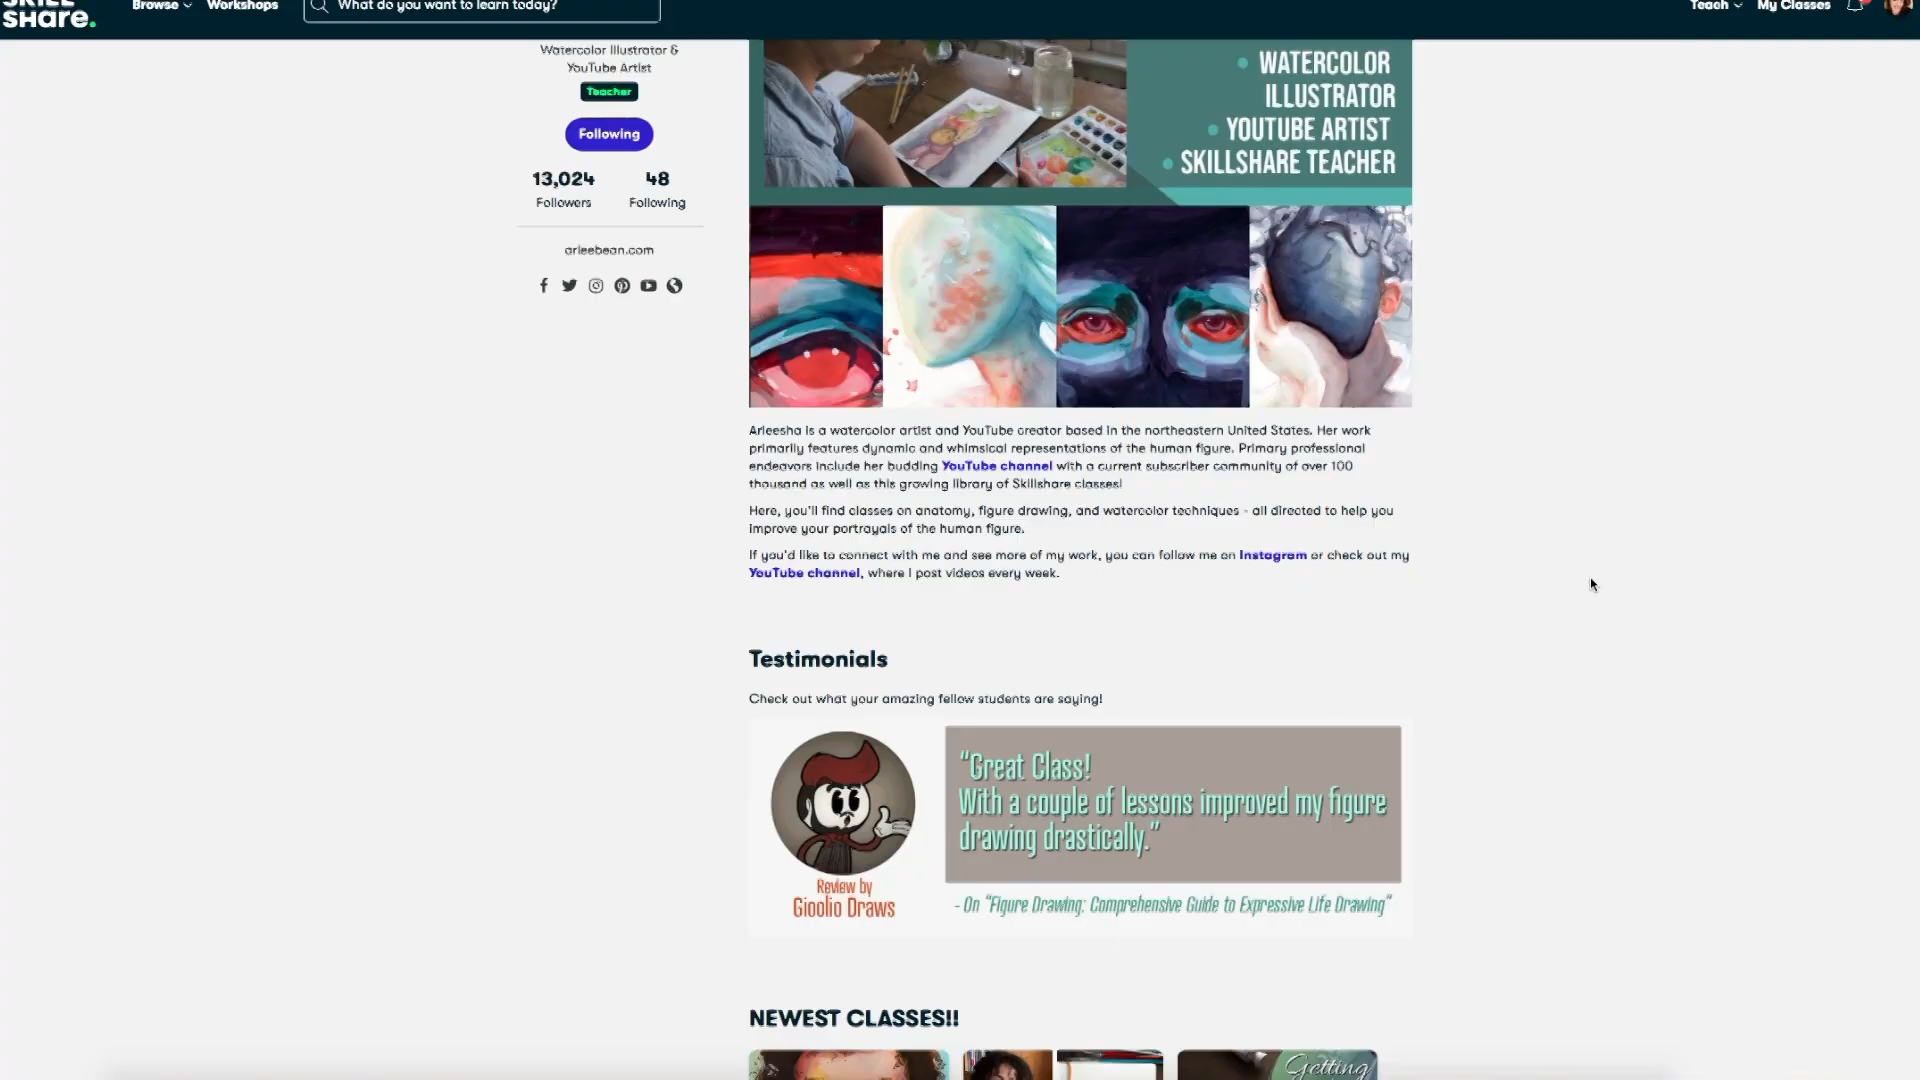 SKILL
SHARE.
Browse
Workshops
What do you want to learn today?
Teach
My Classes
Watercolor Illustrator &
YouTube Artist
Teacher
Following
13,024
48
Followers
Following
arleebean.com
• WATERCOLOR
ILLUSTRATOR
• YOUTUBE ARTIST
• SKILLSHARE TEACHER
Arleesha is a watercolor artist and YouTube creator based in the northeastern United States. Her work
primarily features dynamic and whimsical representations of the human figure. Primary professional
endeavors include her budding YouTube channel with a current subscriber community of over 100
thousand as well as this growing library of Skillshare classes!
Here, you'll find classes on anatomy, figure drawing, and watercolor techniques - all directed to help you
improve your portrayals of the human figure.
If you'd like to connect with me and see more of my work, you can follow me on Instagram or check out my
YouTube channel, where I post videos every week.
Testimonials
Check out what your amazing fellow students are saying!
"Great Class!
With a couple of lessons improved my figure
drawing drastically."
Review by
Gioolio Draws
- On "Figure Drawing: Comprehensive Guide to Expressive Life Drawing"
NEWEST CLASSES!!
Getting